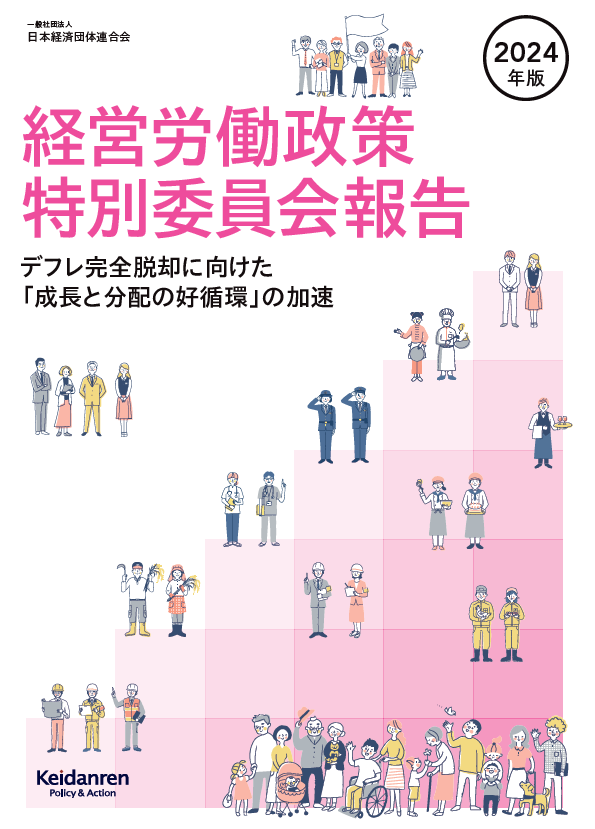 一般社団法人
日本経済団体連合会
2024
年版
経営労働政策
特別委員会報告
デフレ完全脱却に向けた
「成長と分配の好循環」の加速
Keidanren
Policy & Action